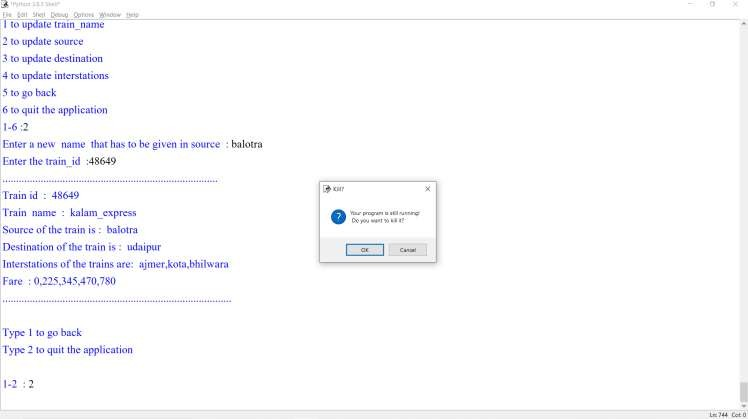 *Python 3.8.5 Shell*
File Edit Shell Debug Options Window Help
1 to update train_name
2 to update source
3 to update destination
4 to update interstations
5 to go back
6 to quit the application
1-6 :2
Enter a new name that has to be given in source : balotra
Enter the train_id :48649
................................................................................
Train id : 48649
Train name : kalam_express
Source of the train is : balotra
Destination of the train is : udaipur
Interstations of the trains are: ajmer,kota,bhilwara
Fare : 0,225,345,470,780
.....................................................................................
Type 1 to go back
Type 2 to quit the application
1-2 : 2
Kill?
Your program is still running!
Do you want to kill it?
OK Cancel
Ln: 744 Col: 0